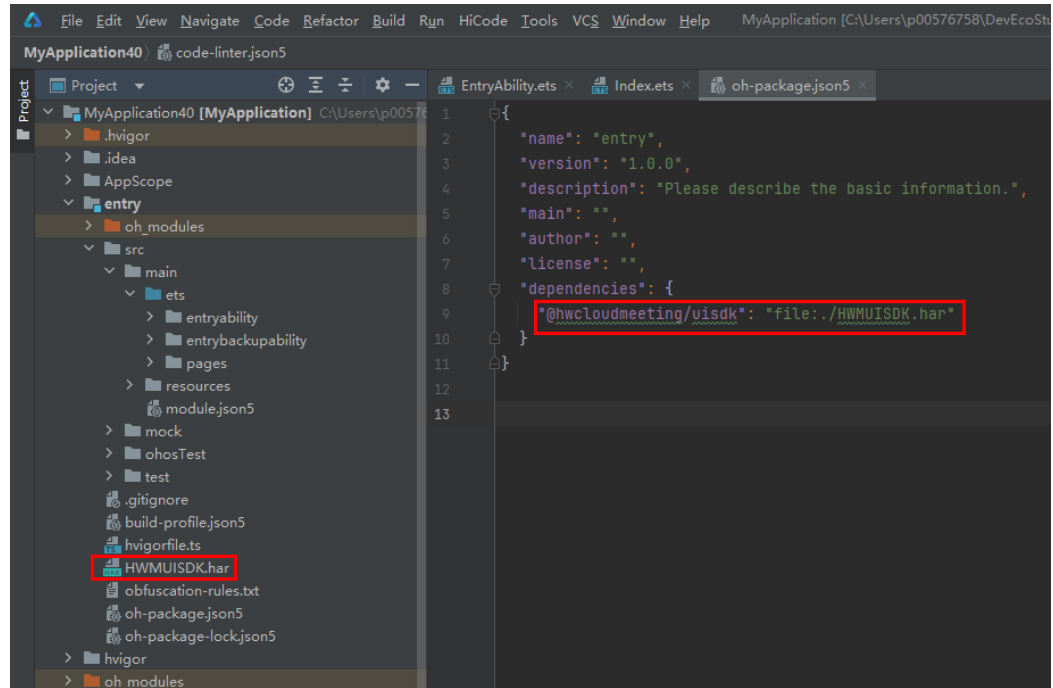 File Edit View Navigate Code Refactor Build Run HiCode Tools VCS Window Help MyApplication [C:\Users\p00576758\DevEcoStu
MyApplication40 code-linter.json5
Project
Project
EntryAbility.ets Index.ets oh-package.json5
MyApplication40 [MyApplication] C:\Users\p00576
.hvigor
.idea
AppScope
entry
oh_modules
src
main
ets
entryability
entrybackupability
pages
resources
module.json5
mock
ohosTest
test
.gitignore
build-profile.json5
hvigorfile.ts
HWMUISDK.har
obfuscation-rules.txt
oh-package.json5
oh-package-lock.json5
hvigor
oh_modules
1 {
2 "name": "entry",
3 "version": "1.0.0",
4 "description": "Please describe the basic information.",
5 "main": "",
6 "author": "",
7 "license": "",
8 "dependencies": {
9 "@hwcloudmeeting/uisdk": "file:./HWMUISDK.har"
10 }
11 }
12
13